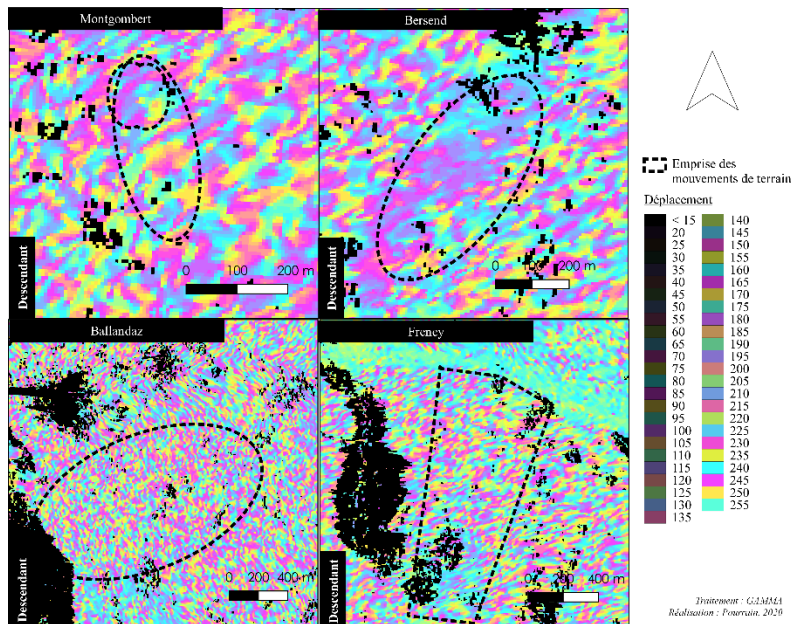 Montgombert
Bersend
Descendant
0 100 200 m
Descendant
0 100 200 m
Ballandaz
Freney
Descendant
0 200 400 m
Descendant
0 200 400 m
Emprise des
mouvements de terrain
Déplacement
< 15 140
20 145
25 150
30 155
35 160
40 165
45 170
50 175
55 180
60 185
65 190
70 195
75 200
80 205
85 210
90 215
95 220
100 225
105 230
110 235
115 240
120 245
125 250
130 255
135
Traitement : GAMMA
Réalisation : Pourrain, 2020